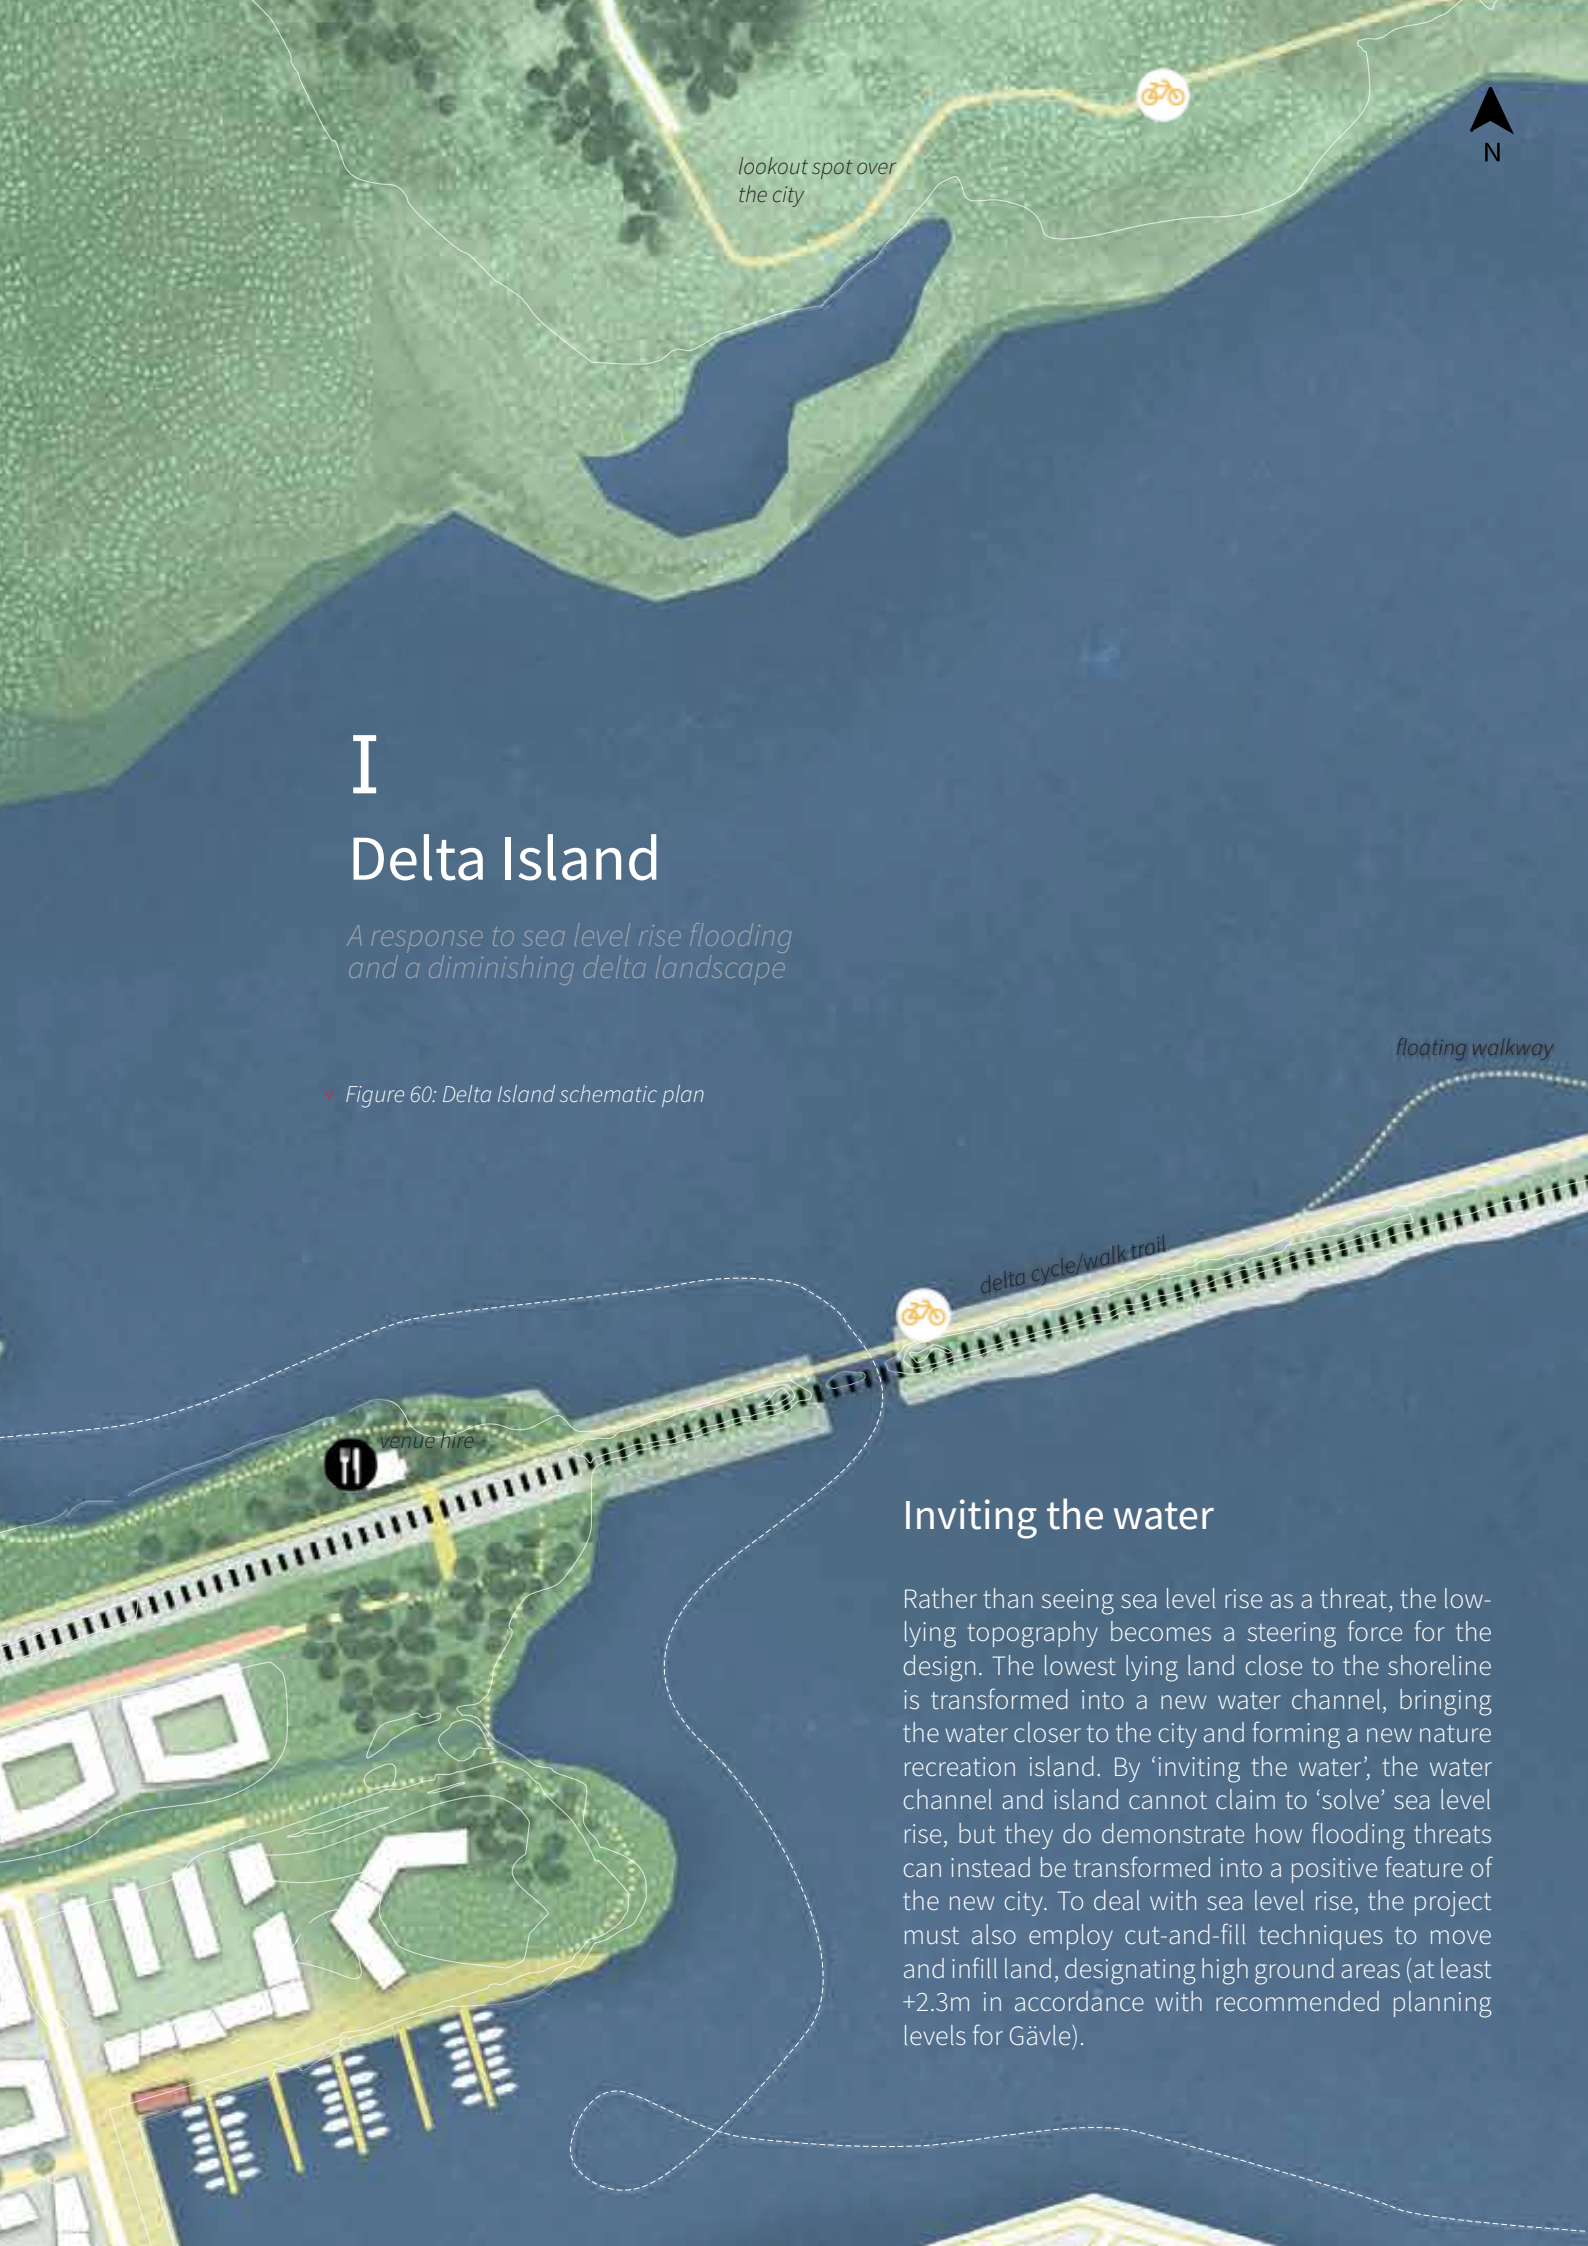 lookout spot over
the city
N
I
Delta Island
A response to sea level rise flooding
and a diminishing delta landscape
floating walkway
v Figure 60: Delta Island schematic plan
delta cycle/walk trail
venue hire
Inviting the water
Rather than seeing sea level rise as a threat, the low-
lying topography becomes a steering force for the
design. The lowest lying land close to the shoreline
is transformed into a new water channel, bringing
the water closer to the city and forming a new nature
recreation island. By ‘inviting the water’, the water
channel and island cannot claim to ‘solve’ sea level
rise, but they do demonstrate how flooding threats
can instead be transformed into a positive feature of
the new city. To deal with sea level rise, the project
must also employ cut-and-fill techniques to move
and infill land, designating high ground areas (at least
+2.3m in accordance with recommended planning
levels for Gävle).